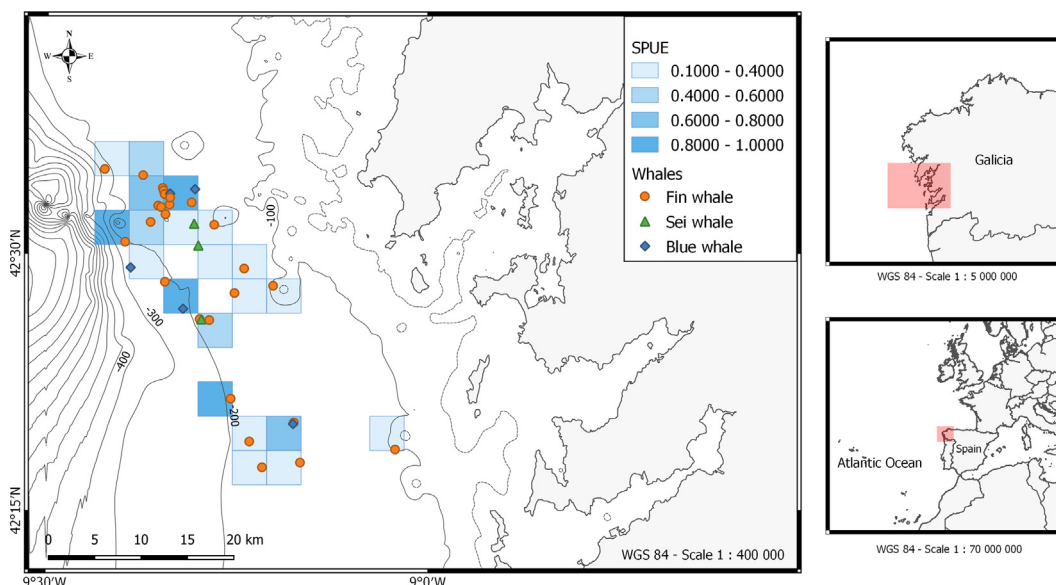 N
W E
S
SPUE
0.1000 - 0.4000
0.4000 - 0.6000
0.6000 - 0.8000
0.8000 - 1.0000
Whales
Fin whale
Sei whale
Blue whale
-100
-300
-400
-200
42°30'N
42°15'N
0 5 10 15 20 km
WGS 84 - Scale 1 : 400 000
9°30'W
9°0'W
Galicia
WGS 84 - Scale 1 : 5 000 000
Spain
Atlantic Ocean
WGS 84 - Scale 1 : 70 000 000